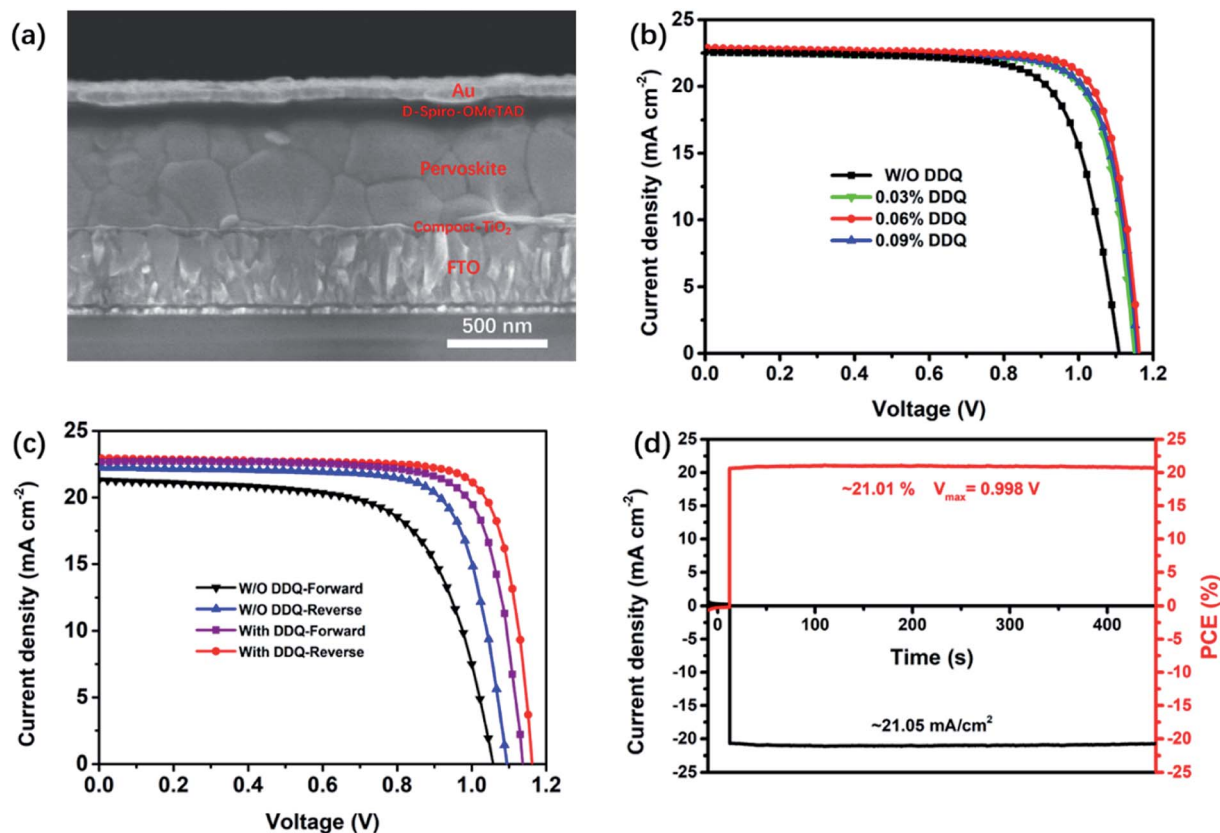 (a)
Au
D-Spiro-OMeTAD
Pervoskite
Compact-TiO₂
FTO
500 nm
(b)
Current density (mA cm⁻²)
25
20
15
10
5
0
W/O DDQ
0.03% DDQ
0.06% DDQ
0.09% DDQ
0.0 0.2 0.4 0.6 0.8 1.0 1.2
Voltage (V)
(c)
Current density (mA cm⁻²)
25
20
15
10
5
0
W/O DDQ-Forward
W/O DDQ-Reverse
With DDQ-Forward
With DDQ-Reverse
0.0 0.2 0.4 0.6 0.8 1.0 1.2
Voltage (V)
(d)
Current density (mA cm⁻²)
25
20
15
10
5
0
-5
-10
-15
-20
-25
~21.01 % Vmax= 0.998 V
0 100 200 300 400
Time (s)
~21.05 mA/cm²
25
20
15
10
5
0
-5
-10
-15
-20
-25
PCE (%)